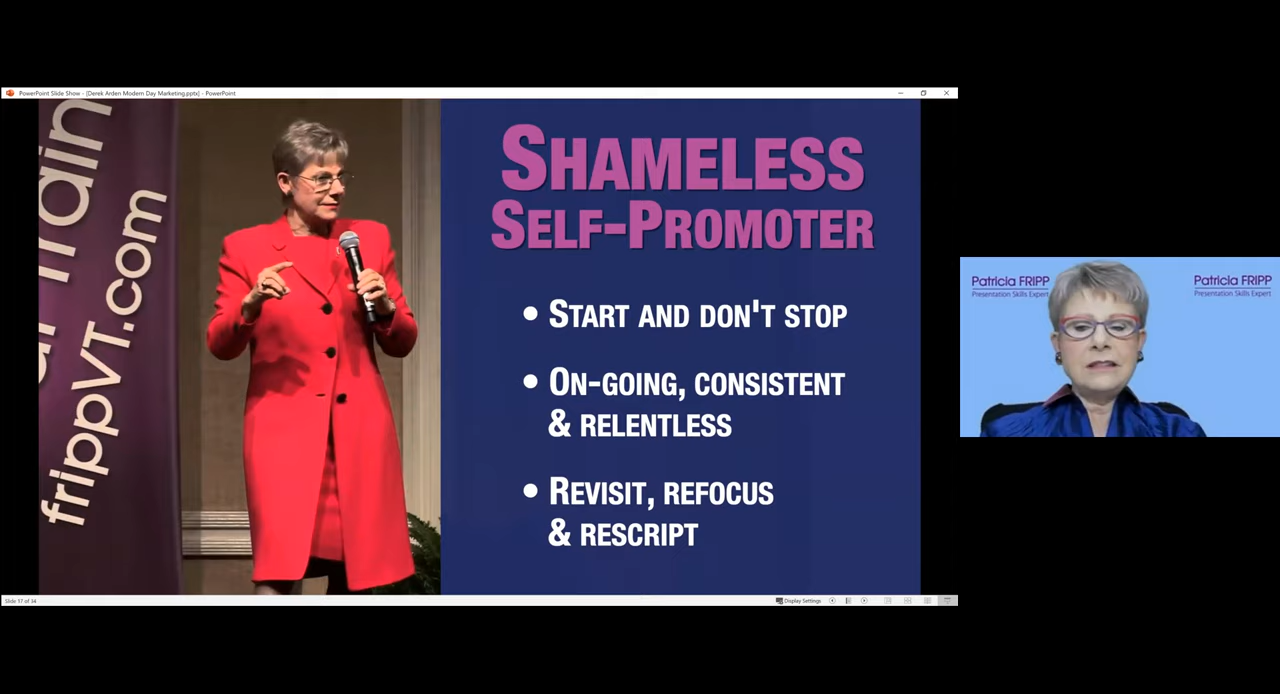 PowerPoint Slide Show - [Derek Arden Modern Day Marketing.pptx] - PowerPoint
frippVT.com
SHAMELESS
SELF-PROMOTER
• START AND DON'T STOP
• ON-GOING, CONSISTENT
& RELENTLESS
• REVISIT, REFOCUS
& RESCRIPT
Patricia FRIPP
Presentation Skills Expert
Patricia FRIPP
Presentation Skills Expert
Slide 17 of 34
Display Settings